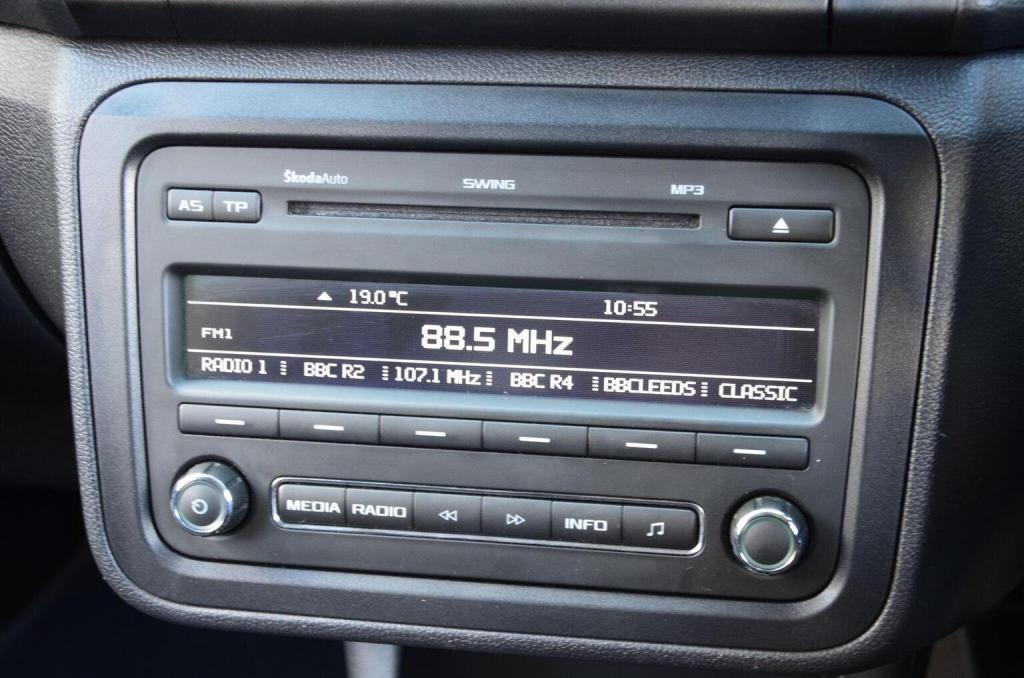 ŠkodaAuto SWING MP3
AS TP
19.0°C 10:55
FM1 88.5 MHz
RADIO 1 BBC R2 107.1 MHz BBC R4 BBCLEEDS CLASSIC
MEDIA RADIO INFO